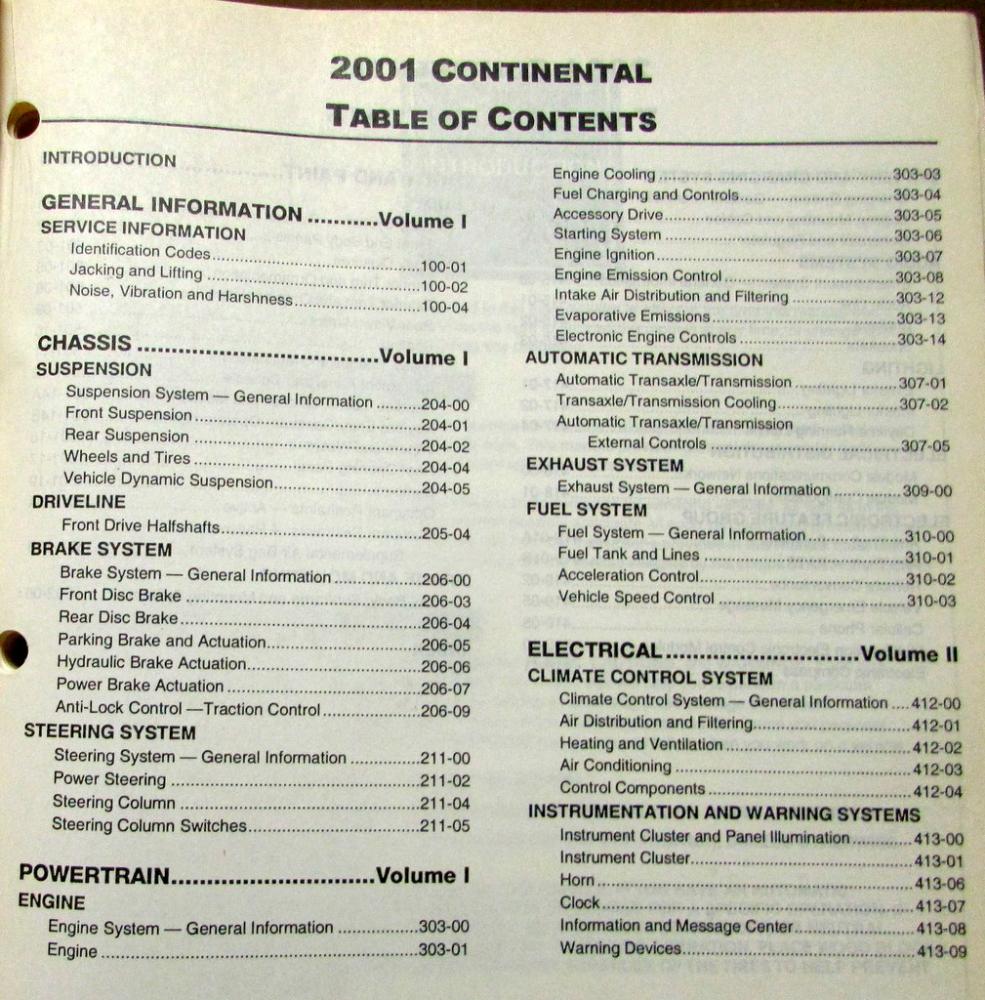 2001 CONTINENTAL
TABLE OF CONTENTS
INTRODUCTION
GENERAL INFORMATION ..........Volume I
SERVICE INFORMATION
Identification Codes..........100-01
Jacking and Lifting ..........100-02
Noise, Vibration and Harshness..........100-04
CHASSIS ..........Volume I
SUSPENSION
Suspension System — General Information ..........204-00
Front Suspension ..........204-01
Rear Suspension ..........204-02
Wheels and Tires ..........204-04
Vehicle Dynamic Suspension..........204-05
DRIVELINE
Front Drive Halfshafts..........205-04
BRAKE SYSTEM
Brake System — General Information ..........206-00
Front Disc Brake ..........206-03
Rear Disc Brake..........206-04
Parking Brake and Actuation..........206-05
Hydraulic Brake Actuation..........206-06
Power Brake Actuation ..........206-07
Anti-Lock Control —Traction Control ..........206-09
STEERING SYSTEM
Steering System — General Information ..........211-00
Power Steering ..........211-02
Steering Column ..........211-04
Steering Column Switches..........211-05
POWERTRAIN..........Volume I
ENGINE
Engine System — General Information ..........303-00
Engine ..........303-01
Engine Cooling ..........303-03
Fuel Charging and Controls..........303-04
Accessory Drive..........303-05
Starting System ..........303-06
Engine Ignition..........303-07
Engine Emission Control ..........303-08
Intake Air Distribution and Filtering ..........303-12
Evaporative Emissions ..........303-13
Electronic Engine Controls ..........303-14
AUTOMATIC TRANSMISSION
Automatic Transaxle/Transmission ..........307-01
Transaxle/Transmission Cooling..........307-02
Automatic Transaxle/Transmission
External Controls ..........307-05
EXHAUST SYSTEM
Exhaust System — General Information ..........309-00
FUEL SYSTEM
Fuel System — General Information ..........310-00
Fuel Tank and Lines ..........310-01
Acceleration Control..........310-02
Vehicle Speed Control ..........310-03
ELECTRICAL..........Volume II
CLIMATE CONTROL SYSTEM
Climate Control System — General Information ....412-00
Air Distribution and Filtering..........412-01
Heating and Ventilation ..........412-02
Air Conditioning ..........412-03
Control Components ..........412-04
INSTRUMENTATION AND WARNING SYSTEMS
Instrument Cluster and Panel Illumination ..........413-00
Instrument Cluster..........413-01
Horn..........413-06
Clock..........413-07
Information and Message Center..........413-08
Warning Devices..........413-09